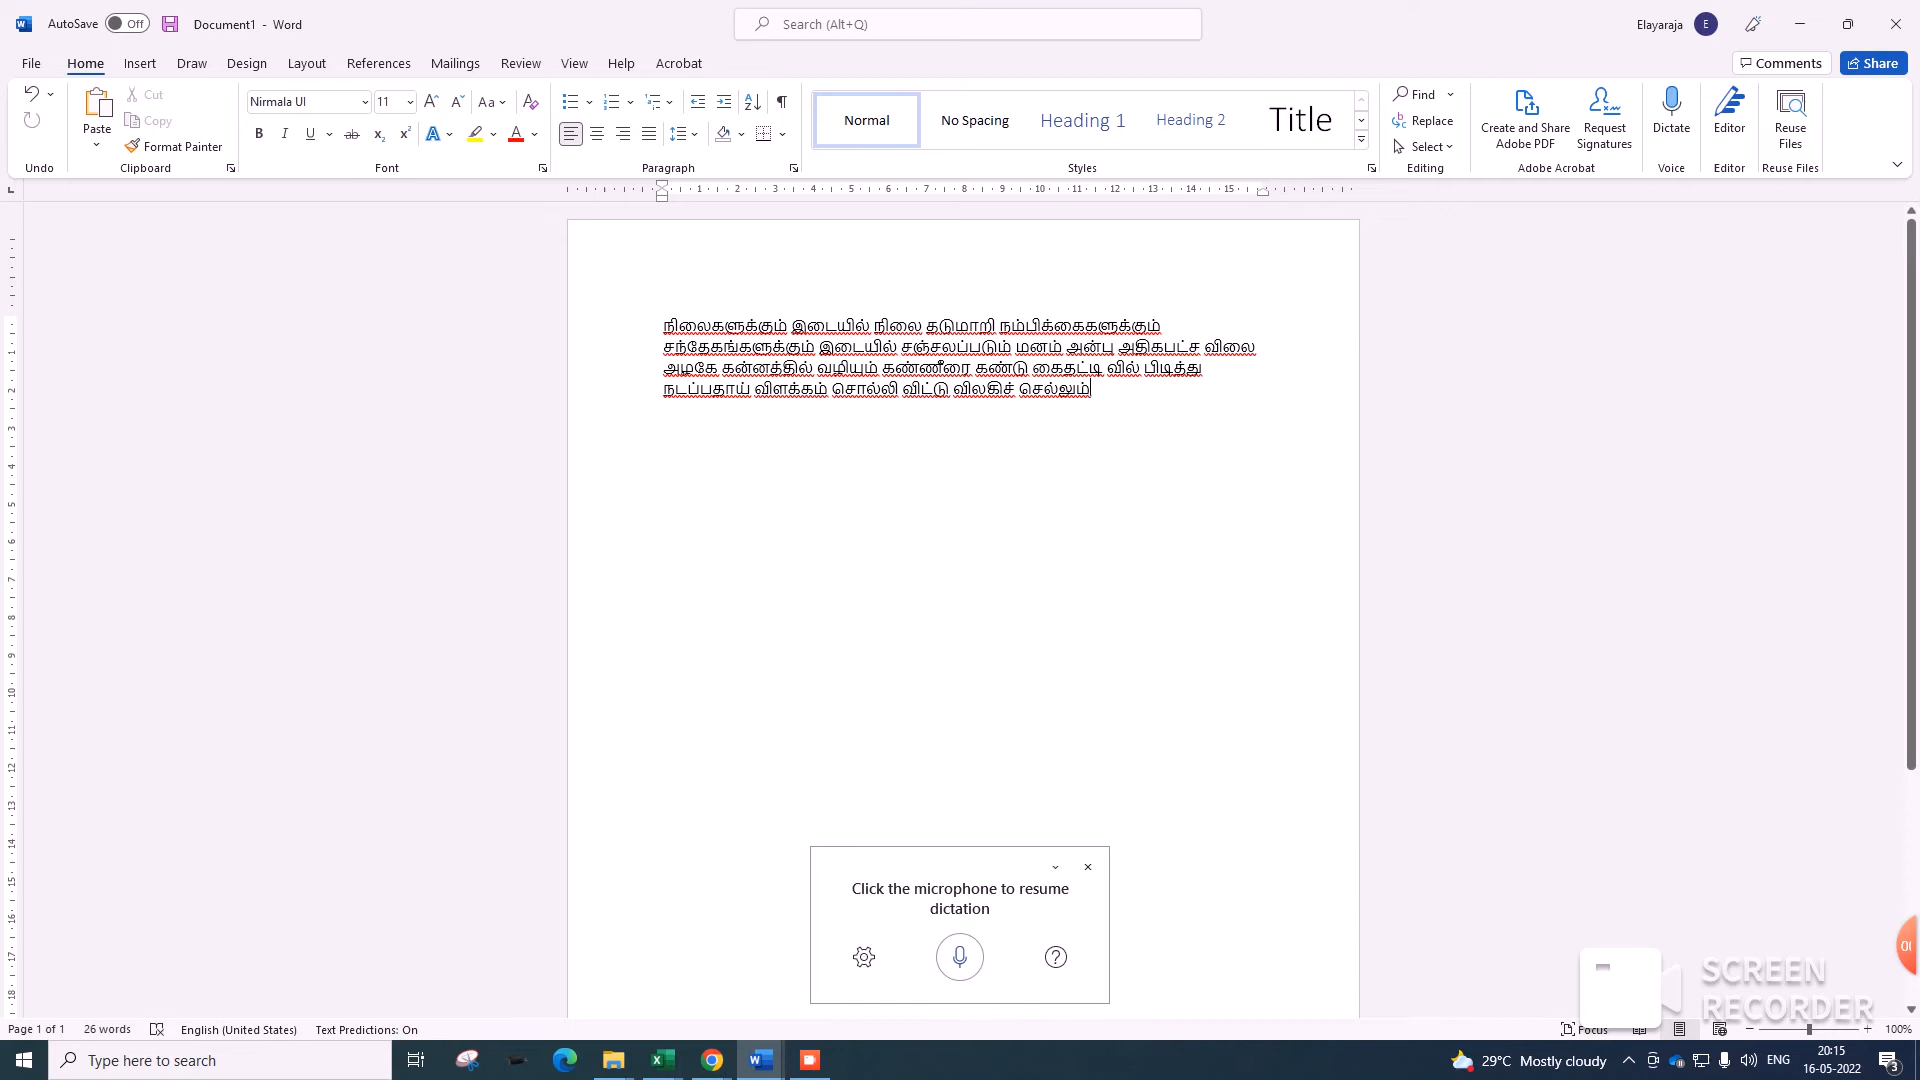 AutoSave Off Document1 - Word Search (Alt+Q) Elayaraja E
File Home Insert Draw Design Layout References Mailings Review View Help Acrobat Comments Share
Undo
Paste Cut Copy Format Painter
Clipboard
Nirmala UI 11
Font
Paragraph
Normal No Spacing Heading 1 Heading 2 Title
Styles
Find Replace Select
Editing
Create and Share Adobe PDF Request Signatures
Adobe Acrobat
Dictate
Voice
Editor
Editor
Reuse Files
Reuse Files
நிலைகளுக்கும் இடையில் நிலை தடுமாறி நம்பிக்கைகளுக்கும்
சந்தேகங்களுக்கும் இடையில் சஞ்சலப்படும் மனம் அன்பு அதிகபட்ச விலை
அழகே கன்னத்தில் வழியும் கண்ணீரை கண்டு கைதட்டி வில் பிடித்து
நடப்பதாய் விளக்கம் சொல்லி விட்டு விலகிச் செல்லும்
Click the microphone to resume
dictation
SCREEN
RECORDER
Page 1 of 1 26 words English (United States) Text Predictions: On Focus 100%
Type here to search 29°C Mostly cloudy ENG 20:15
16-05-2022 3